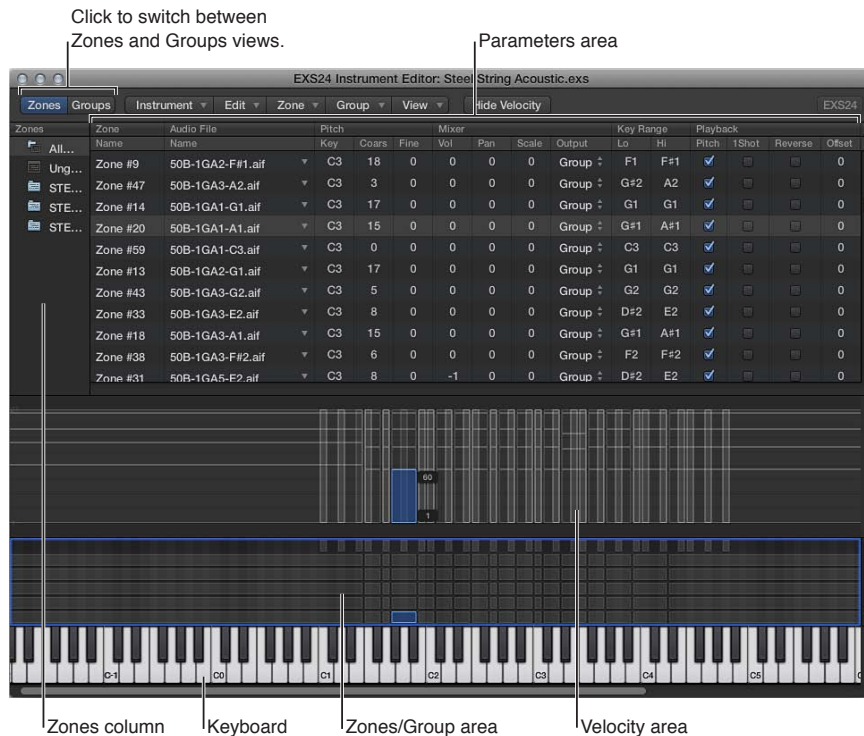 Click to switch between
Zones and Groups views.
Parameters area
EXS24 Instrument Editor: Steel String Acoustic.exs
Zones Groups Instrument Edit Zone Group View Hide Velocity EXS24
Zones Zone Audio File Pitch Mixer Key Range Playback
Name Name Key Coars Fine Vol Pan Scale Output Lo Hi Pitch 1Shot Reverse Offset
All...
Ung...
STE...
STE...
STE...
Zone #9 50B-1GA2-F#1.aif C3 18 0 0 0 0 Group F1 F#1 0
Zone #47 50B-1GA3-A2.aif C3 3 0 0 0 0 Group G#2 A2 0
Zone #14 50B-1GA1-G1.aif C3 17 0 0 0 0 Group G1 G1 0
Zone #20 50B-1GA1-A1.aif C3 15 0 0 0 0 Group G#1 A#1 0
Zone #59 50B-1GA1-C3.aif C3 0 0 0 0 0 Group C3 C3 0
Zone #13 50B-1GA2-G1.aif C3 17 0 0 0 0 Group G1 G1 0
Zone #43 50B-1GA3-G2.aif C3 5 0 0 0 0 Group G2 G2 0
Zone #33 50B-1GA3-E2.aif C3 8 0 0 0 0 Group D#2 E2 0
Zone #18 50B-1GA3-A1.aif C3 15 0 0 0 0 Group G#1 A#1 0
Zone #38 50B-1GA3-F#2.aif C3 6 0 0 0 0 Group F2 F#2 0
Zone #31 50B-1GA5-E2.aif C3 8 0 -1 0 0 Group D#2 E2 0
60
1
C-1 C0 C1 C2 C3 C4 C5
Zones column Keyboard Zones/Group area Velocity area